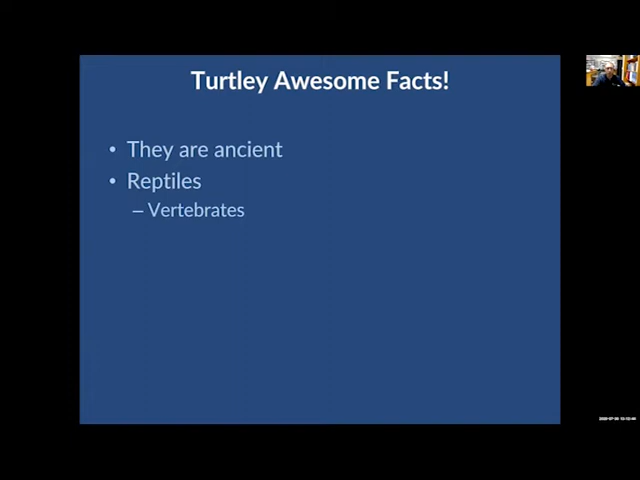 Turtley Awesome Facts!
• They are ancient
• Reptiles
– Vertebrates